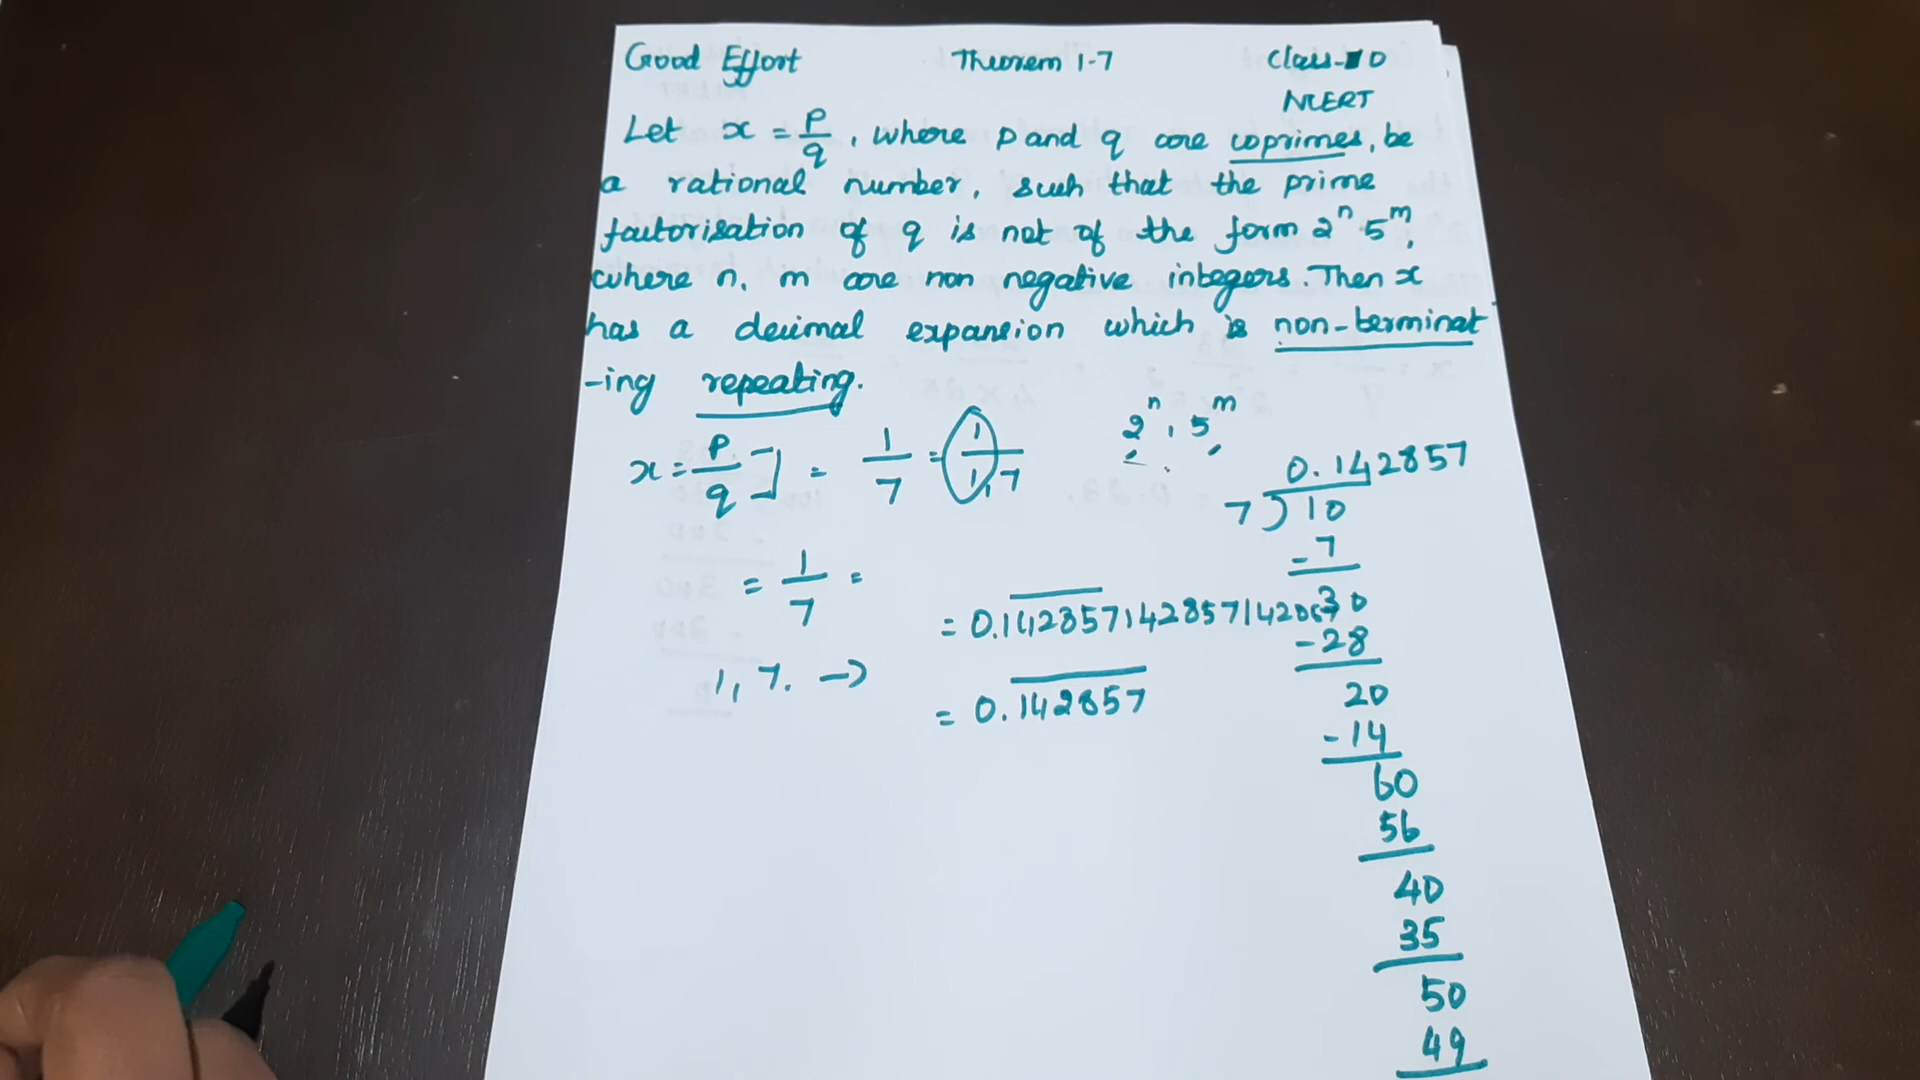 Good Effort Theorem 1.7 Class-10
NCERT
Let x = p/q, where p and q are coprimes, be
a rational number, such that the prime
factorisation of q is not of the form 2ⁿ 5ᵐ,
where n, m are non negative integers. Then x
has a decimal expansion which is non-terminat
-ing repeating.
2ⁿ, 5ᵐ
x = p/q ] = 1/7 = 1/1,7
0.142857
7)10
-7
= 1/7 =
30
= 0.142857142857142857
-28
1, 7. →
20
= 0.142857
-14
60
56
40
35
50
49